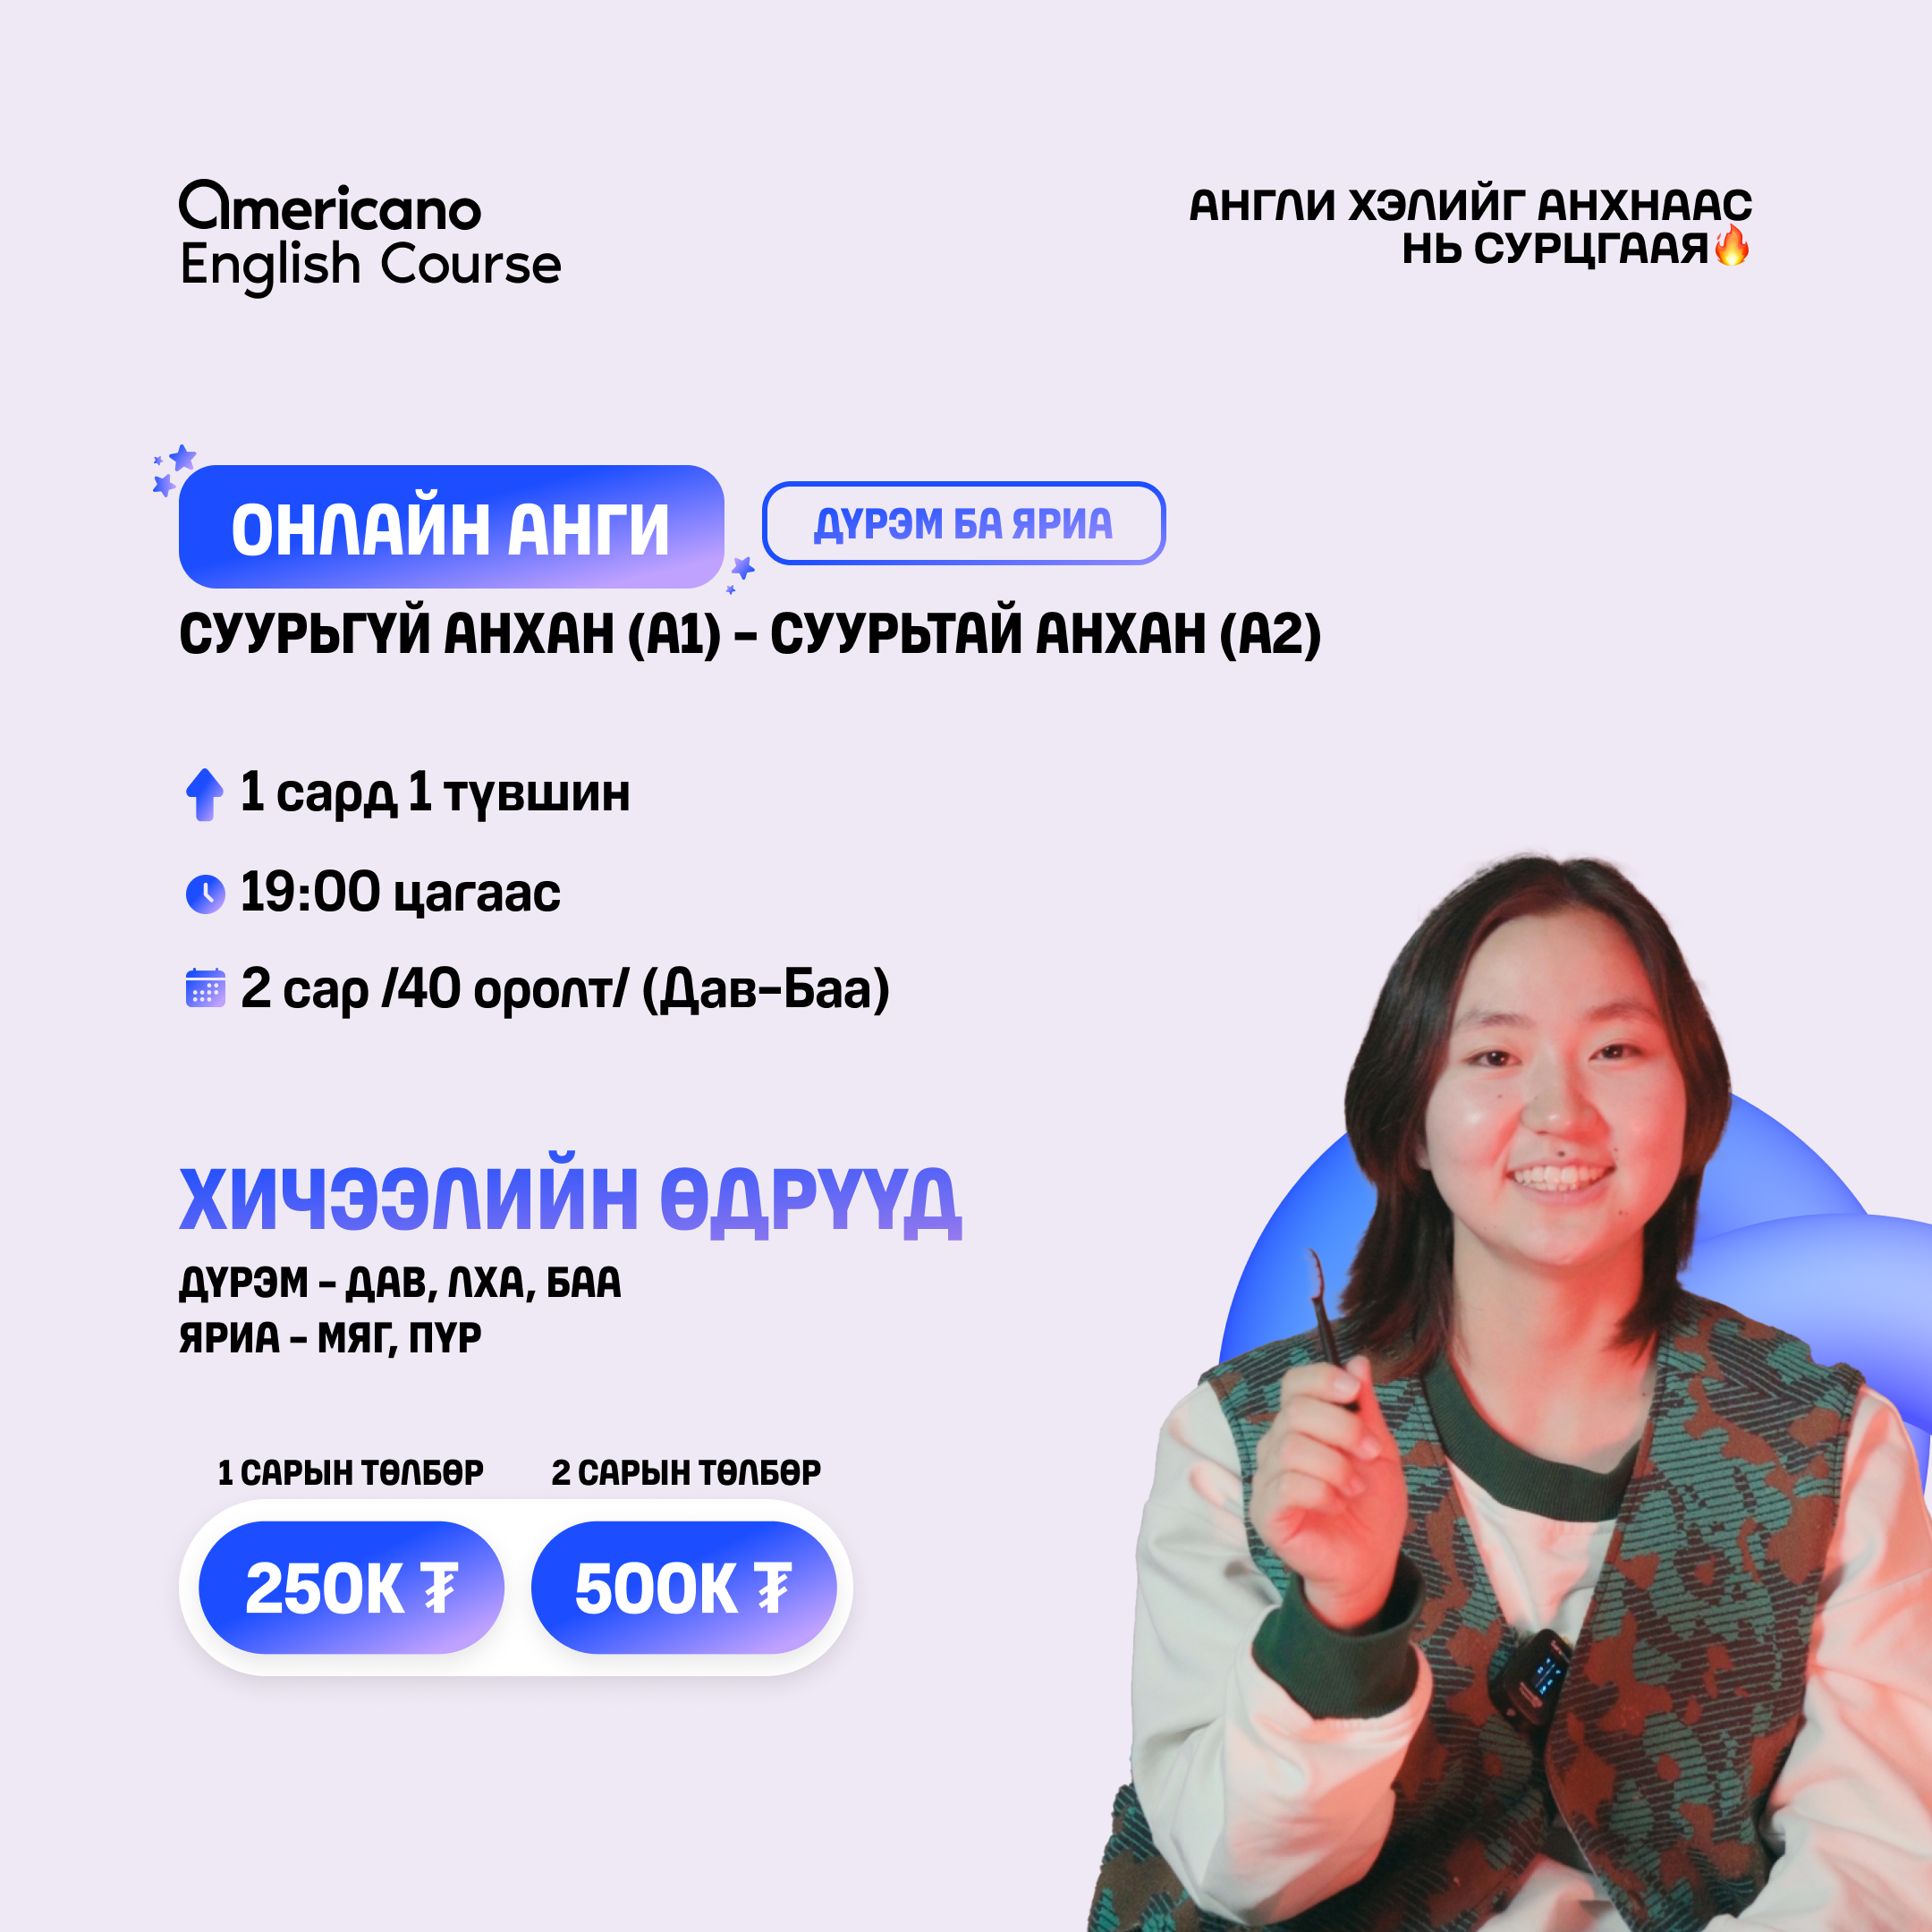 americano
English Course
АНГЛИ ХЭЛИЙГ АНХНААС
НЬ СУРЦГААЯ🔥
ОНЛАЙН АНГИ
ДҮРЭМ БА ЯРИА
СУУРЬГҮЙ АНХАН (A1) – СУУРЬТАЙ АНХАН (A2)
1 сард 1 түвшин
19:00 цагаас
2 сар /40 оролт/ (Дав-Баа)
ХИЧЭЭЛИЙН ӨДРҮҮД
ДҮРЭМ – ДАВ, ЛХА, БАА
ЯРИА – МЯГ, ПҮР
1 САРЫН ТӨЛБӨР
2 САРЫН ТӨЛБӨР
250K ₮
500K ₮